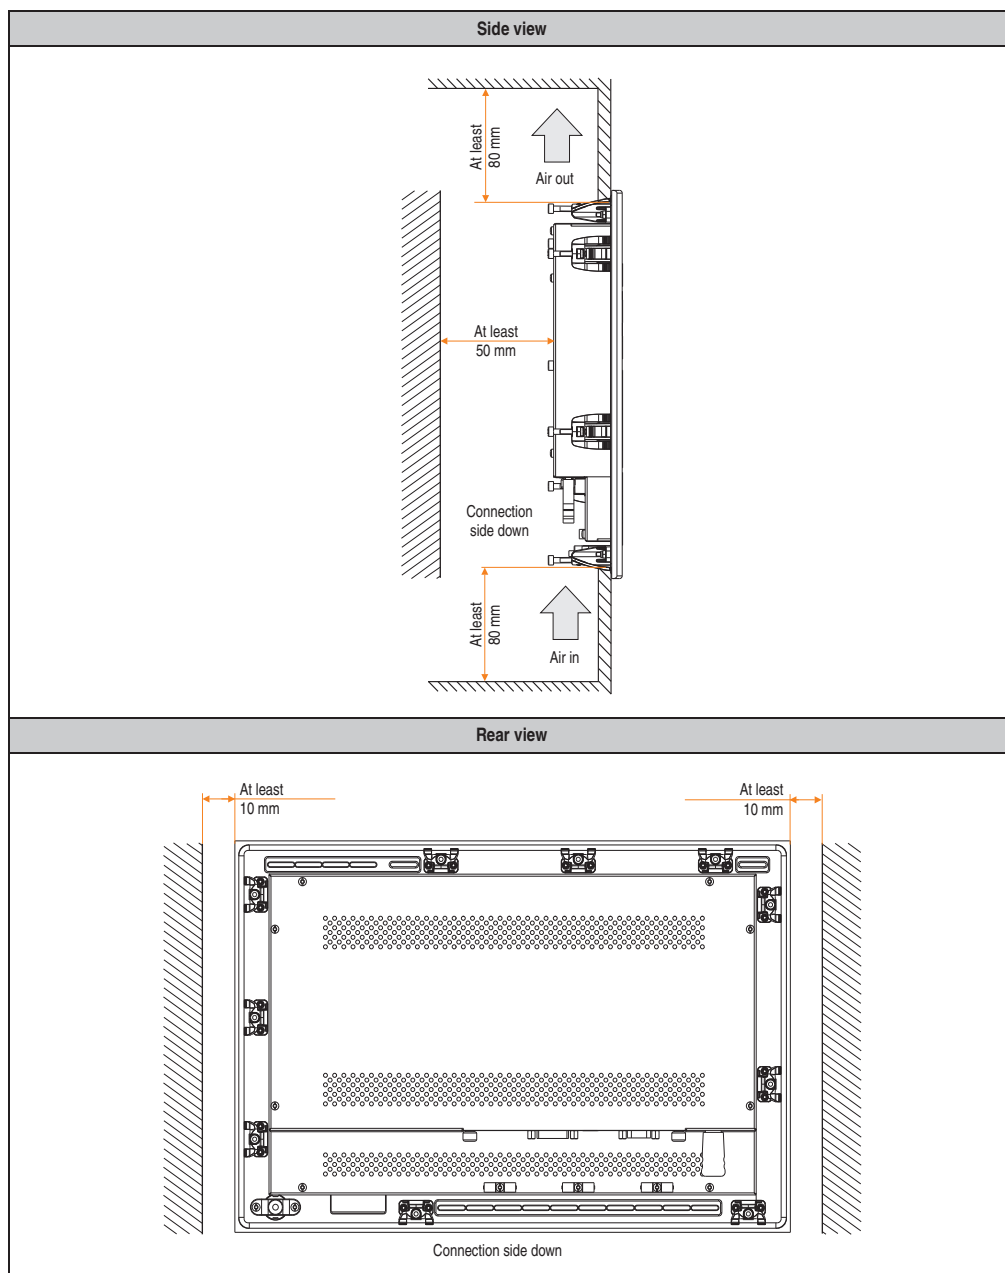 Side view
At least
80 mm
Air out
At least
50 mm
Connection
side down
At least
80 mm
Air in
Rear view
At least
10 mm
At least
10 mm
Connection side down